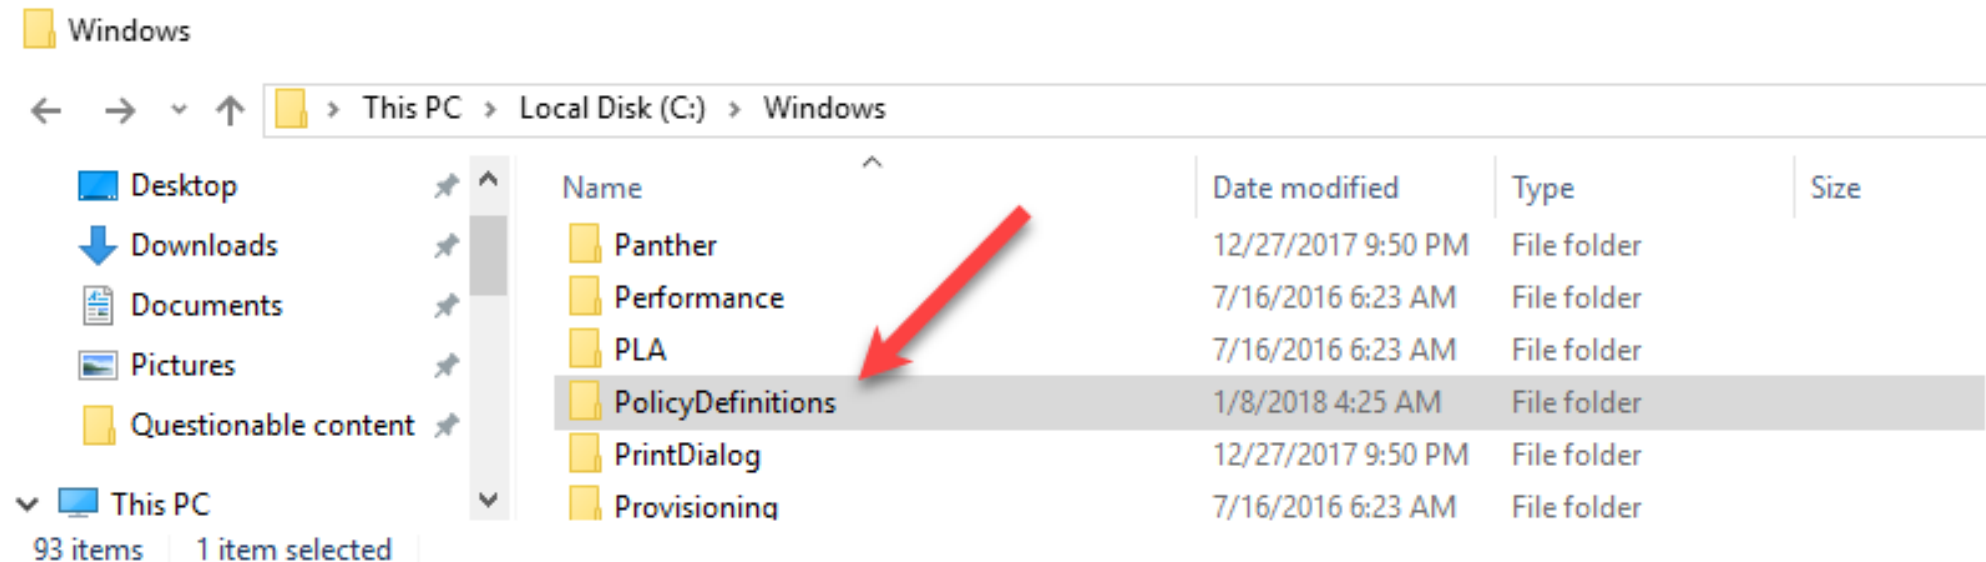 Windows
This PC > Local Disk (C:) > Windows
Desktop
Downloads
Documents
Pictures
Questionable content
This PC
Name Date modified Type Size
Panther 12/27/2017 9:50 PM File folder
Performance 7/16/2016 6:23 AM File folder
PLA 7/16/2016 6:23 AM File folder
PolicyDefinitions 1/8/2018 4:25 AM File folder
PrintDialog 12/27/2017 9:50 PM File folder
Provisioning 7/16/2016 6:23 AM File folder
93 items 1 item selected